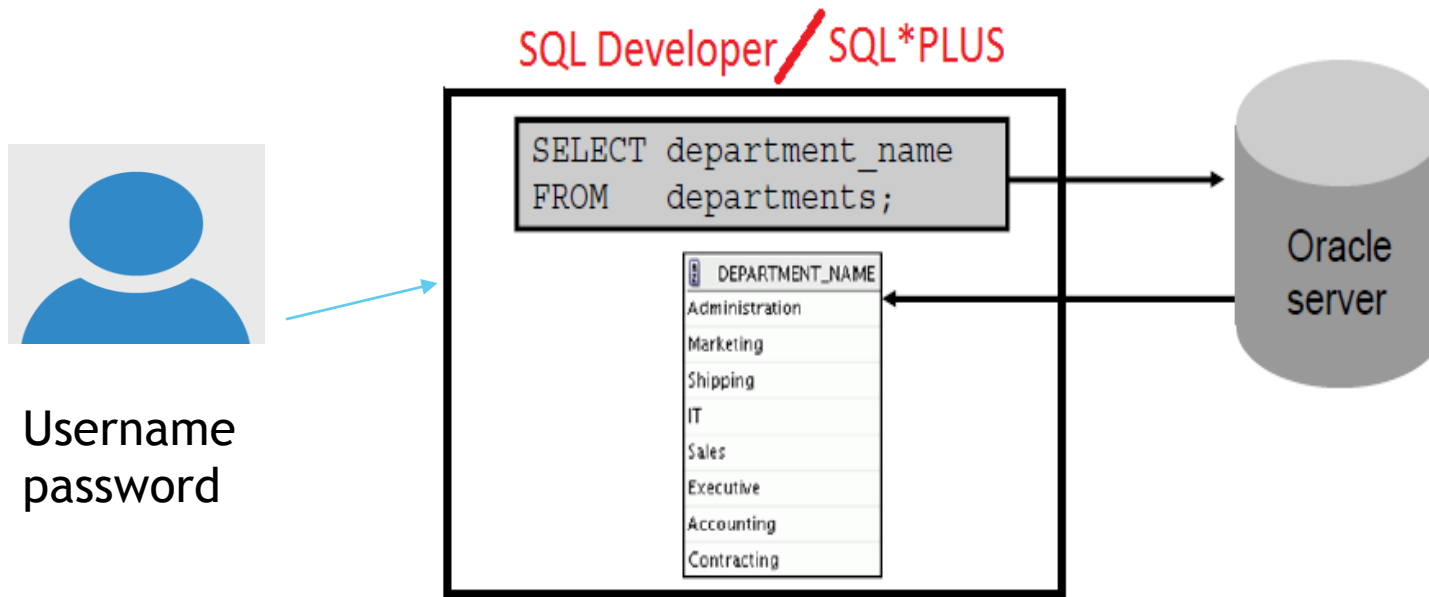 SQL Developer / SQL*PLUS
SELECT department_name
FROM departments;
DEPARTMENT_NAME
Administration
Marketing
Shipping
IT
Sales
Executive
Accounting
Contracting
Oracle
server
Username
password